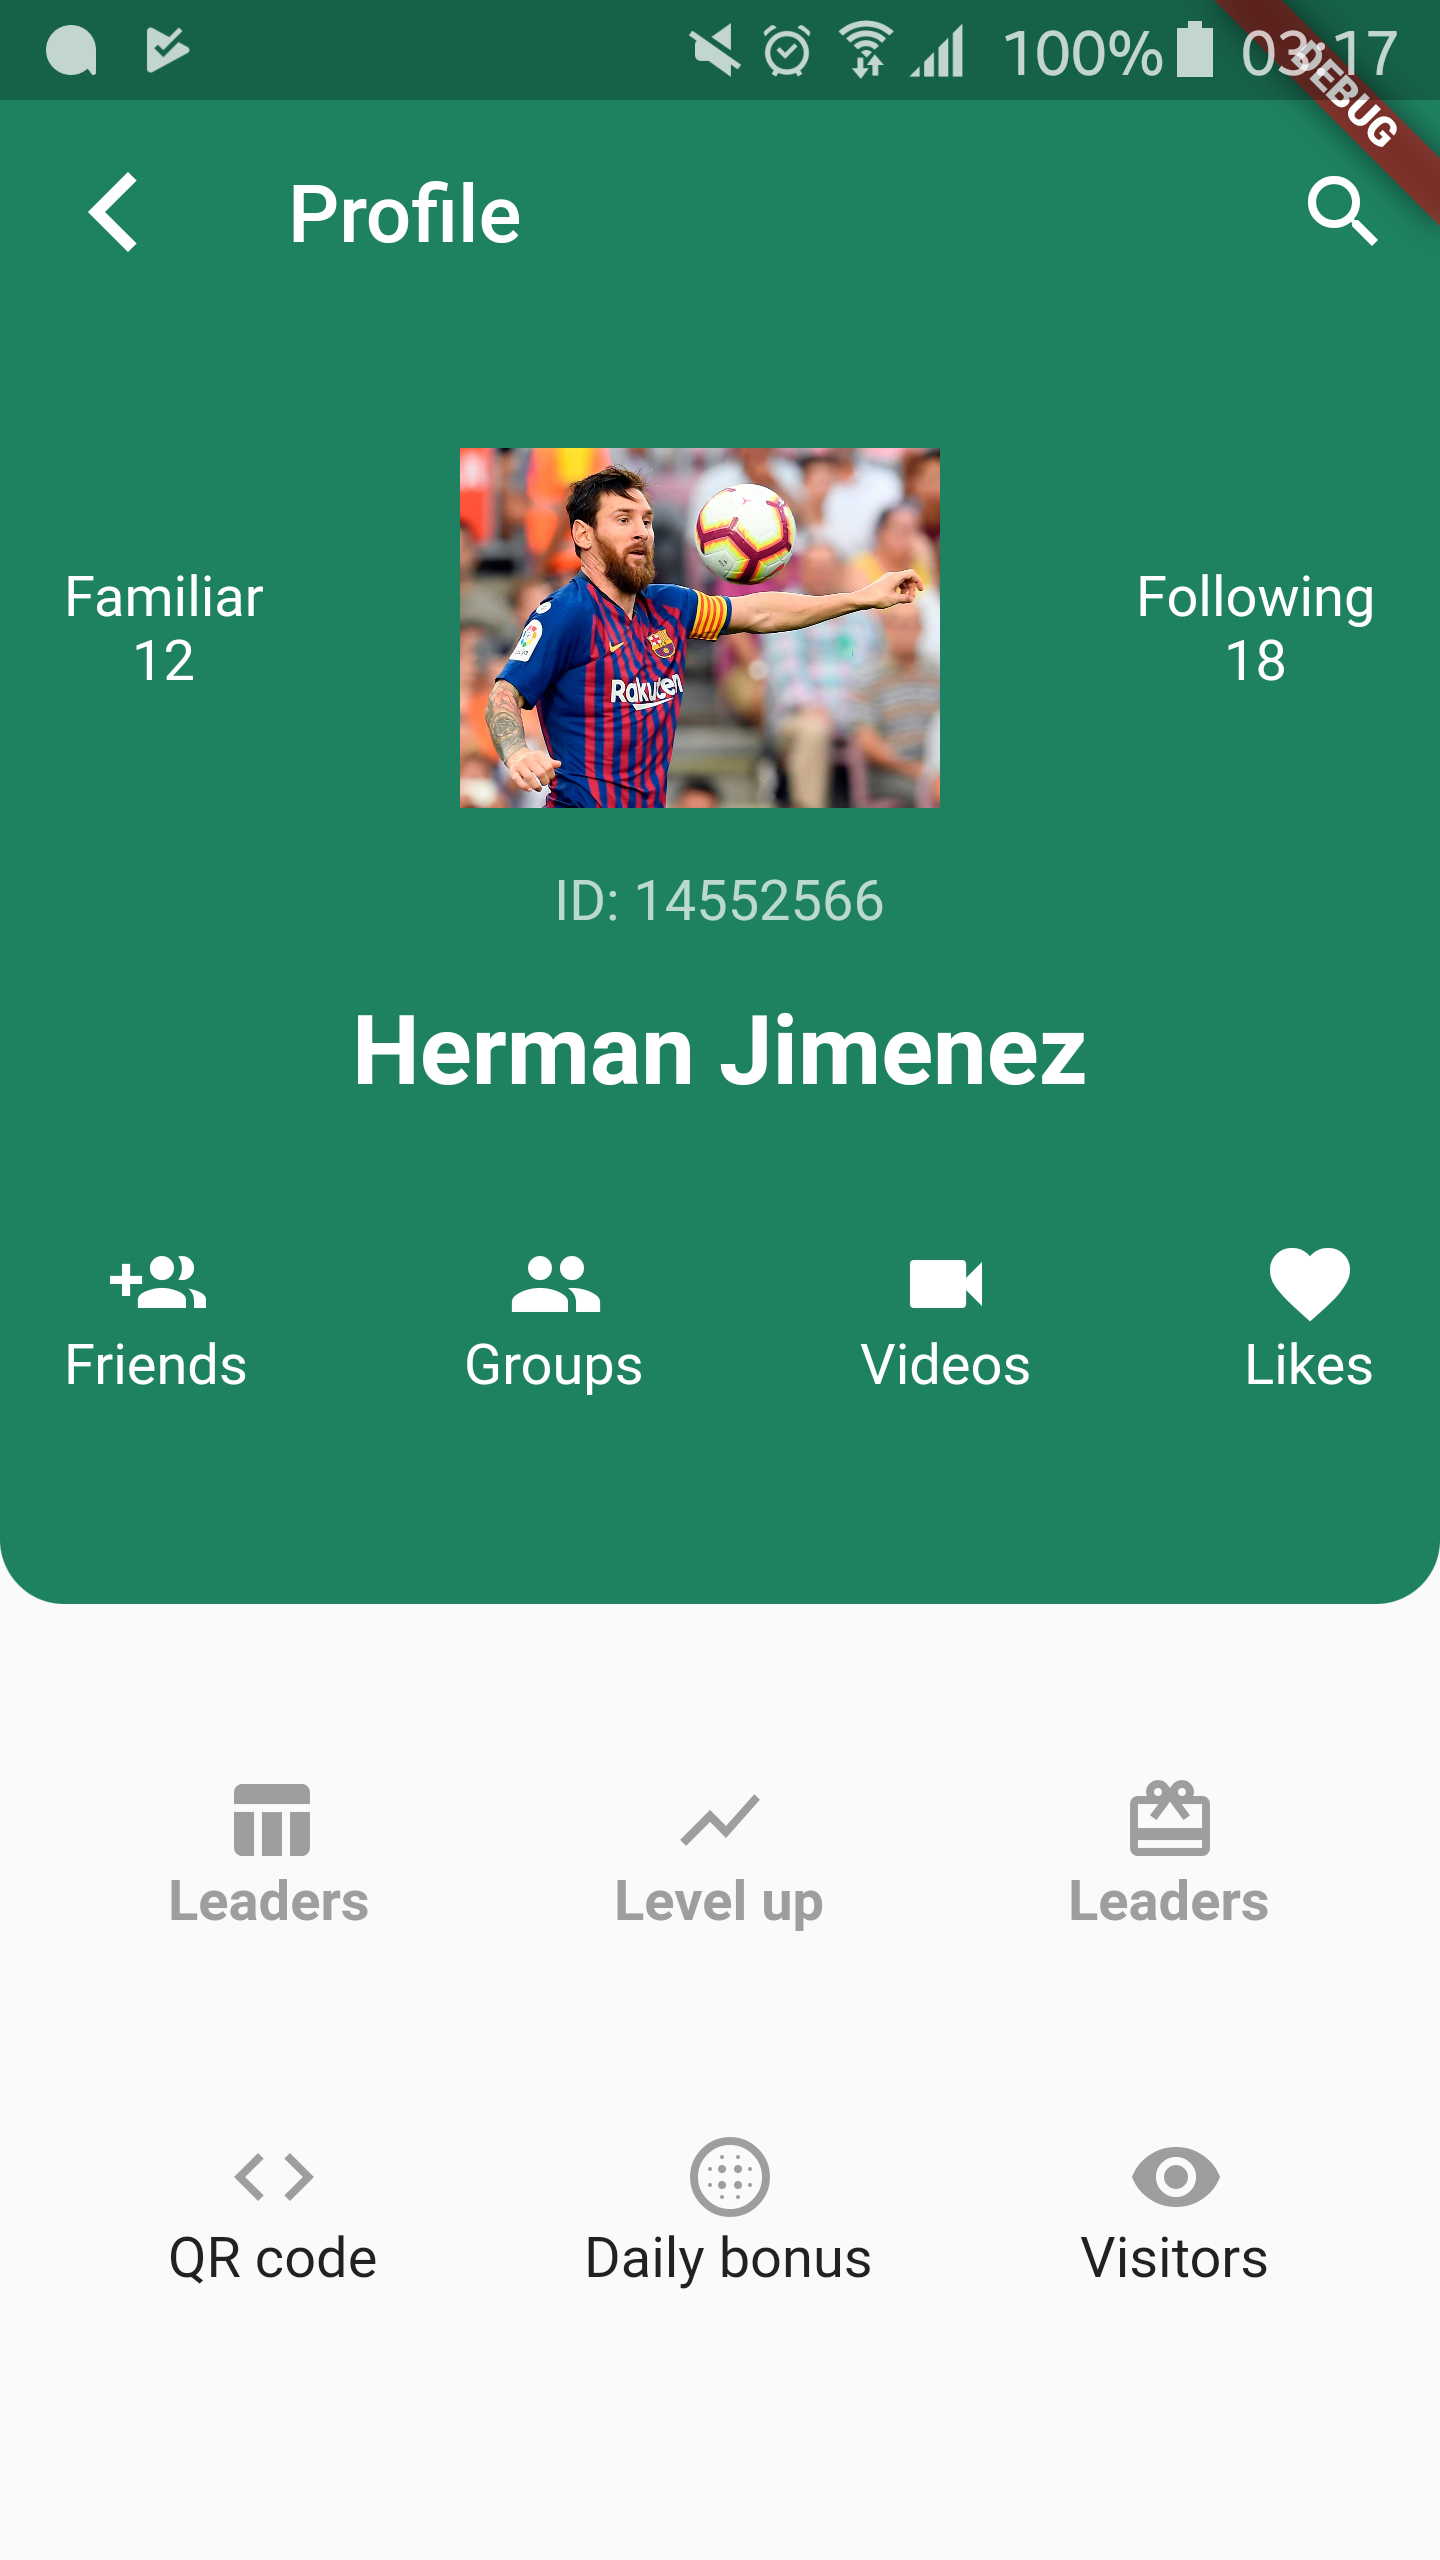 100% 03:17
DEBUG
Profile
Familiar
12
Following
18
Rakuten
ID: 14552566
Herman Jimenez
Friends
Groups
Videos
Likes
Leaders
Level up
Leaders
QR code
Daily bonus
Visitors